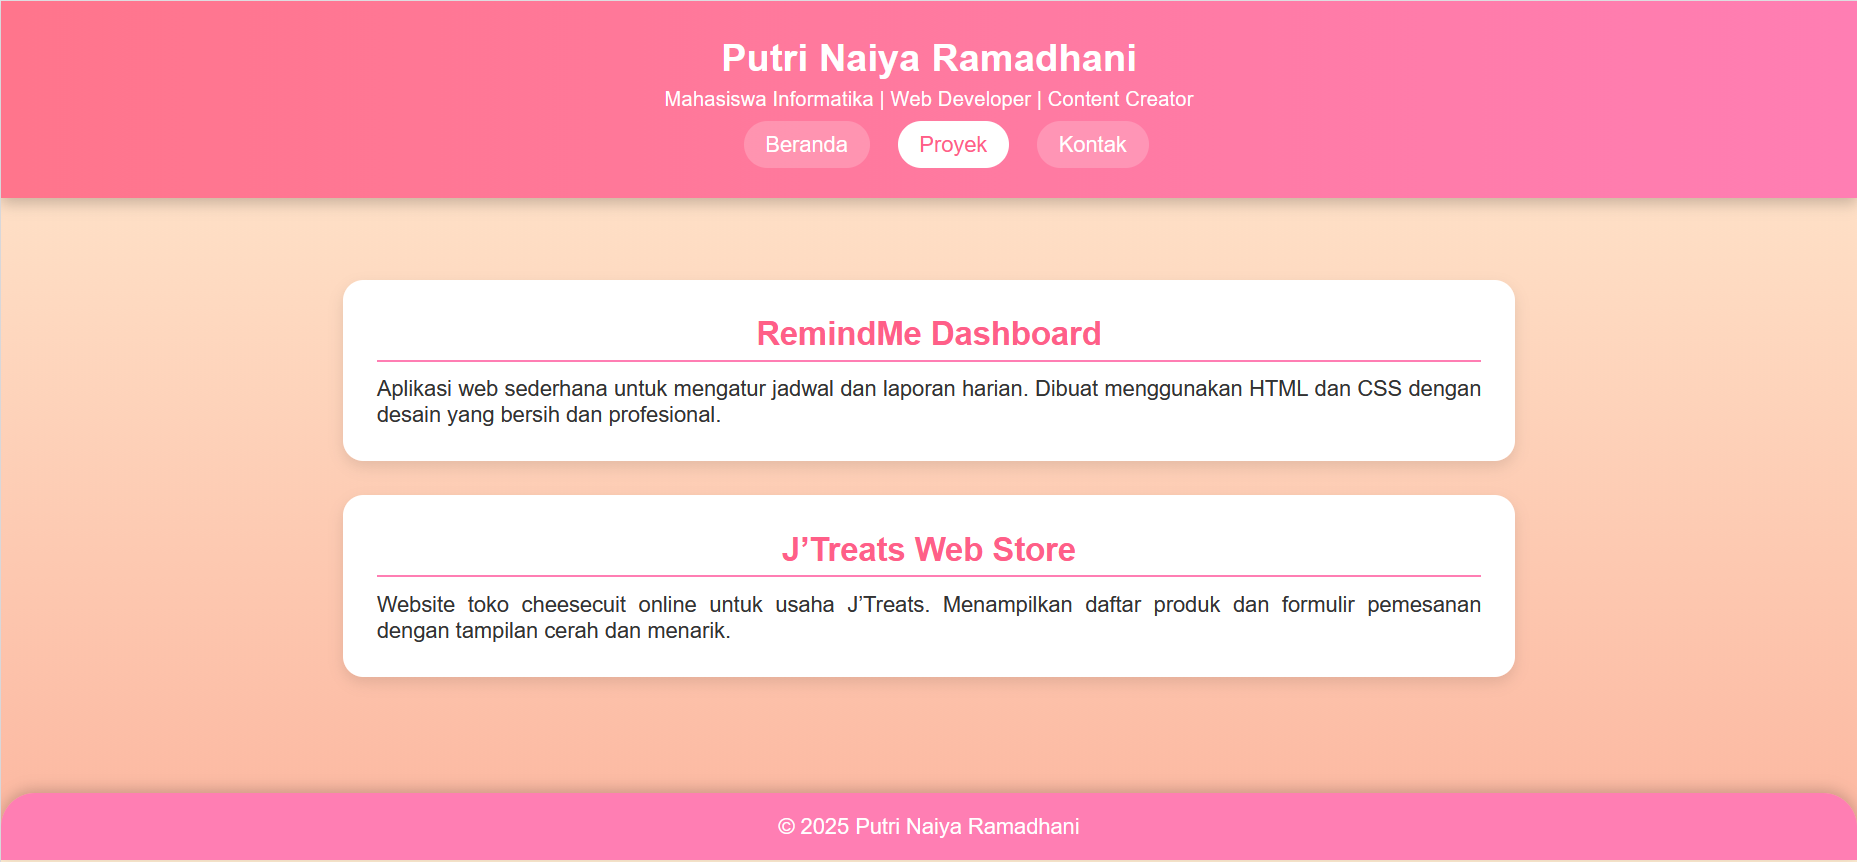 Putri Naiya Ramadhani
Mahasiswa Informatika | Web Developer | Content Creator
Beranda Proyek Kontak
RemindMe Dashboard
Aplikasi web sederhana untuk mengatur jadwal dan laporan harian. Dibuat menggunakan HTML dan CSS dengan
desain yang bersih dan profesional.
J’Treats Web Store
Website toko cheesecuit online untuk usaha J’Treats. Menampilkan daftar produk dan formulir pemesanan
dengan tampilan cerah dan menarik.
© 2025 Putri Naiya Ramadhani